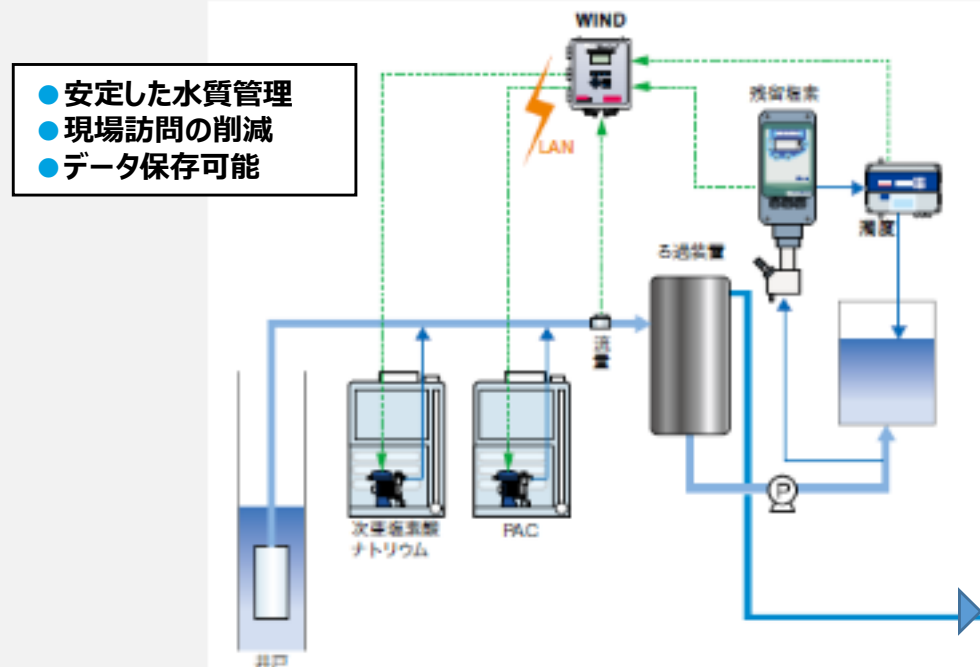 WIND
●安定した水質管理
●現場訪問の削減
●データ保存可能
LAN
残留塩素
濁度
ろ過装置
流量
P
次亜塩素酸
ナトリウム
PAC
井戸